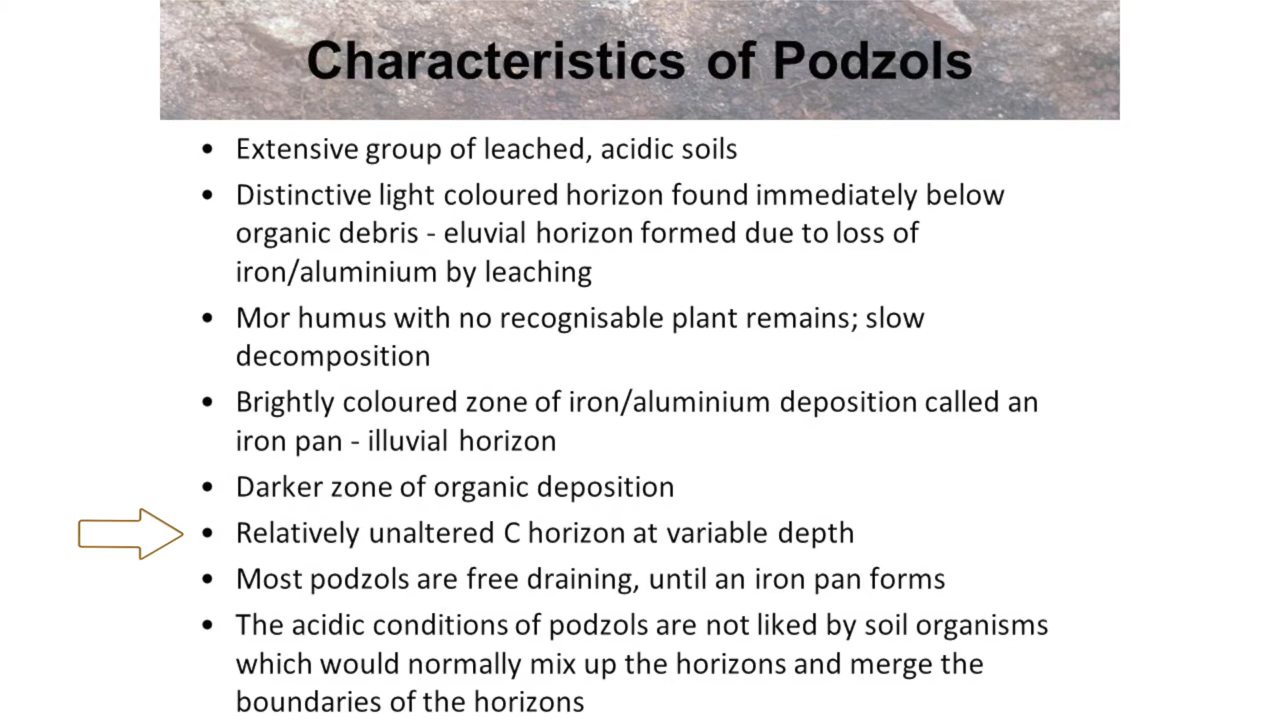 Characteristics of Podzols
• Extensive group of leached, acidic soils
• Distinctive light coloured horizon found immediately below
organic debris - eluvial horizon formed due to loss of
iron/aluminium by leaching
• Mor humus with no recognisable plant remains; slow
decomposition
• Brightly coloured zone of iron/aluminium deposition called an
iron pan - illuvial horizon
• Darker zone of organic deposition
• Relatively unaltered C horizon at variable depth
• Most podzols are free draining, until an iron pan forms
• The acidic conditions of podzols are not liked by soil organisms
which would normally mix up the horizons and merge the
boundaries of the horizons